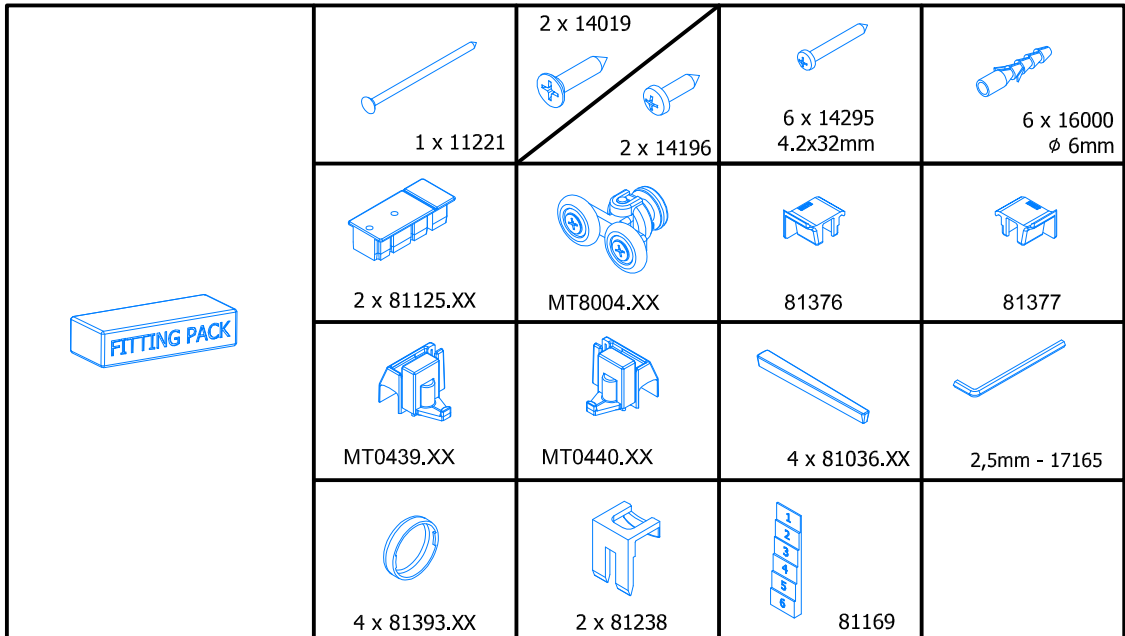 FITTING PACK
1 x 11221
2 x 14019
2 x 14196
6 x 14295
4.2x32mm
6 x 16000
ϕ 6mm
2 x 81125.XX
MT8004.XX
81376
81377
MT0439.XX
MT0440.XX
4 x 81036.XX
2,5mm - 17165
4 x 81393.XX
2 x 81238
1
2
3
4
5
6
81169